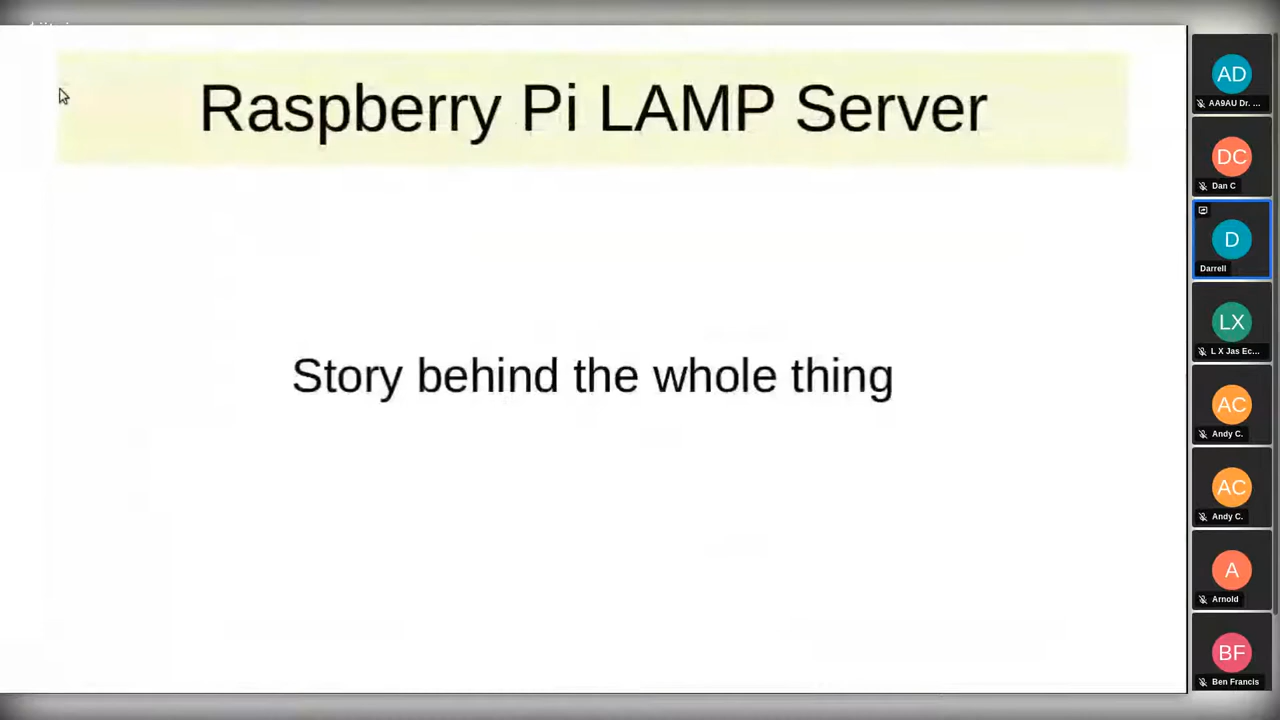 Raspberry Pi LAMP Server
Story behind the whole thing
AD
AA9AU Dr. ...
DC
Dan C
D
Darrell
LX
L X Jas Ec...
AC
Andy C.
AC
Andy C.
A
Arnold
BF
Ben Francis